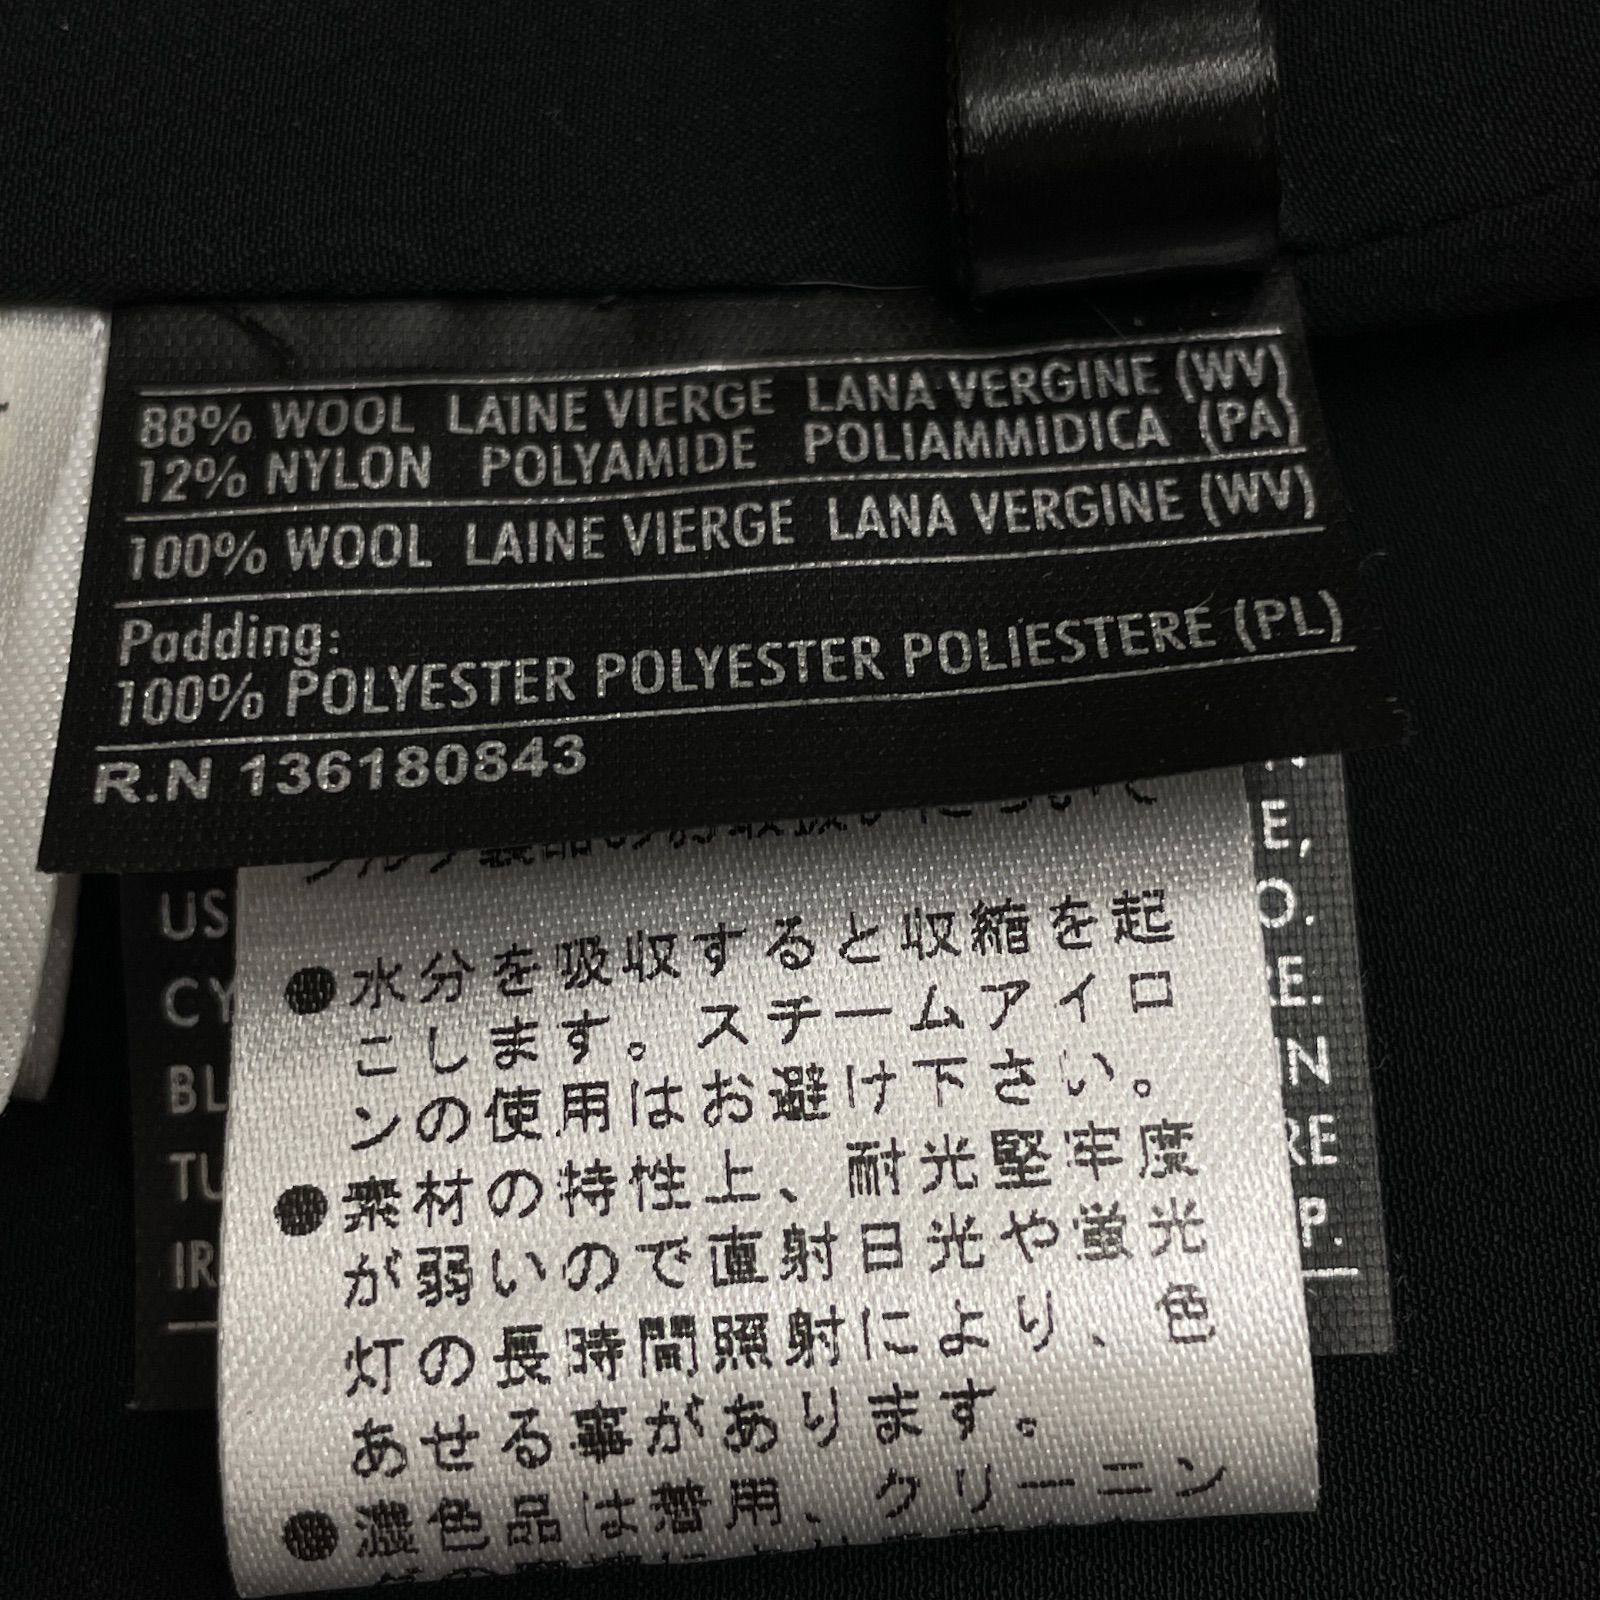 88% WOOL LAINE VIERGE LANA VERGINE (WV)
12% NYLON POLYAMIDE POLIAMMIDICA (PA)
100% WOOL LAINE VIERGE LANA VERGINE (WV)
Padding:
100% POLYESTER POLYESTER POLIESTERE (PL)
R.N 136180843
●水分を吸収すると収縮を起
こします。スチームアイロ
ンの使用はお避け下さい。
●素材の特性上、耐光堅牢度
が弱いので直射日光や蛍光
灯の長時間照射により、色
あせる事があります。
●濃色品は着用、クリーニン
US
CY
BL
TU
IR
E,
O.
E.
N
RE
P.